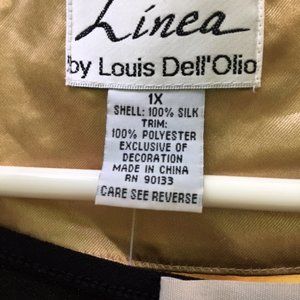 Linea
by Louis Dell'Olio
1X
SHELL: 100% SILK
TRIM:
100% POLYESTER
EXCLUSIVE OF
DECORATION
MADE IN CHINA
RN 90133
CARE SEE REVERSE